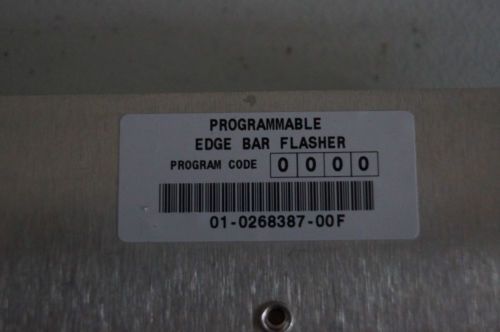 PROGRAMMABLE
EDGE BAR FLASHER
PROGRAM CODE 0 0 0 0
01-0268387-00F